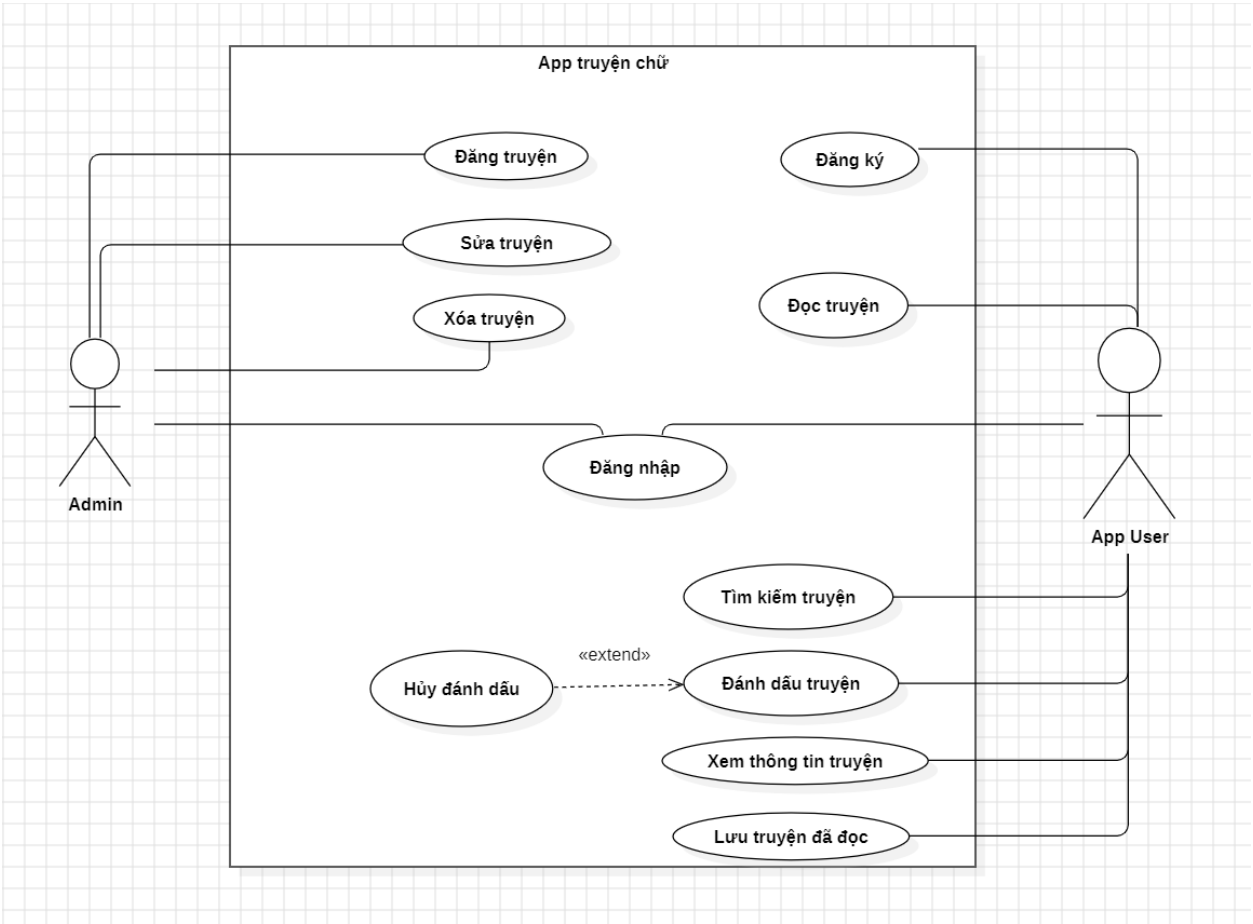 App truyện chữ
Đăng truyện
Đăng ký
Sửa truyện
Xóa truyện
Đọc truyện
Đăng nhập
Admin
App User
Tìm kiếm truyện
«extend»
Hủy đánh dấu
Đánh dấu truyện
Xem thông tin truyện
Lưu truyện đã đọc